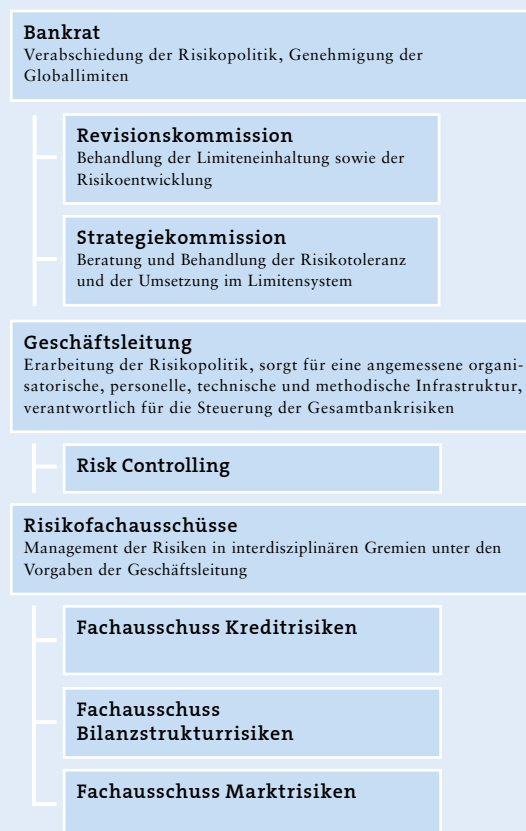 Bankrat
Verabschiedung der Risikopolitik, Genehmigung der
Globallimiten
Revisionskommission
Behandlung der Limiteneinhaltung sowie der
Risikoentwicklung
Strategiekommission
Beratung und Behandlung der Risikotoleranz
und der Umsetzung im Limitensystem
Geschäftsleitung
Erarbeitung der Risikopolitik, sorgt für eine angemessene organi-
satorische, personelle, technische und methodische Infrastruktur,
verantwortlich für die Steuerung der Gesamtbankrisiken
Risk Controlling
Risikofachausschüsse
Management der Risiken in interdisziplinären Gremien unter den
Vorgaben der Geschäftsleitung
Fachausschuss Kreditrisiken
Fachausschuss
Bilanzstrukturrisiken
Fachausschuss Marktrisiken